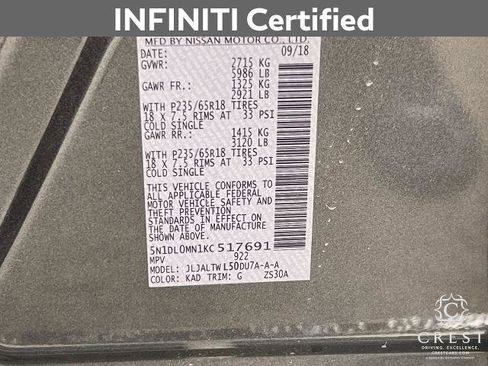 INFINITI Certified
MFD BY NISSAN MOTOR CO., LTD.
DATE: 09/18
GVWR: 2715 KG
5986 LB
GAWR FR.: 1325 KG
2921 LB
WITH P235/65R18 TIRES
18 X 7.5 RIMS AT 33 PSI
COLD SINGLE
GAWR RR.: 1415 KG
3120 LB
WITH P235/65R18 TIRES
18 X 7.5 RIMS AT 33 PSI
COLD SINGLE
THIS VEHICLE CONFORMS TO
ALL APPLICABLE FEDERAL
MOTOR VEHICLE SAFETY AND
THEFT PREVENTION
STANDARDS IN EFFECT ON
THE DATE OF MANUFACTURE
SHOWN ABOVE.
5N1DL0MN1KC517691
MPV 922
MODEL: JLJALTWL50DU7A-A-A
COLOR: KAD TRIM: G ZS30A
CREST
DRIVING. EXCELLENCE.
CRESTCARS.COM